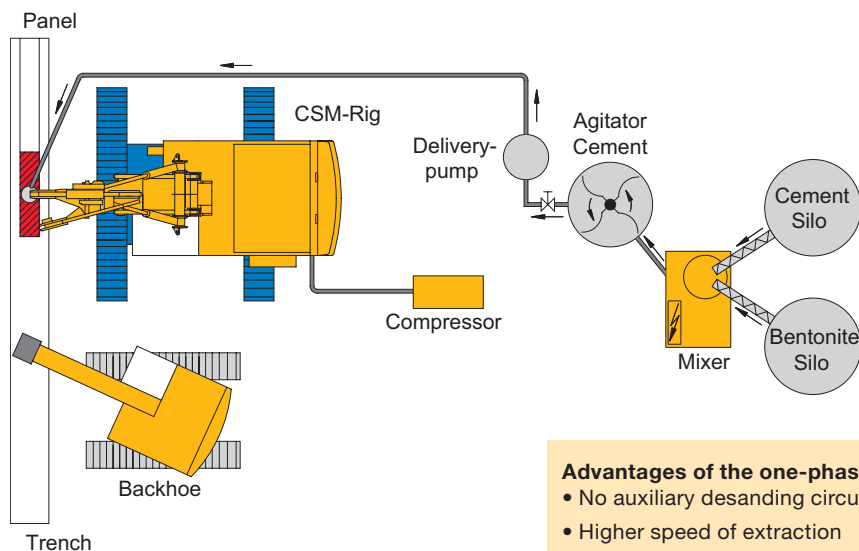 Panel
CSM-Rig
Delivery-
pump
Agitator
Cement
Cement
Silo
Compressor
Mixer
Bentonite
Silo
Backhoe
Trench
Advantages of the one-phas
• No auxiliary desanding circu
• Higher speed of extraction